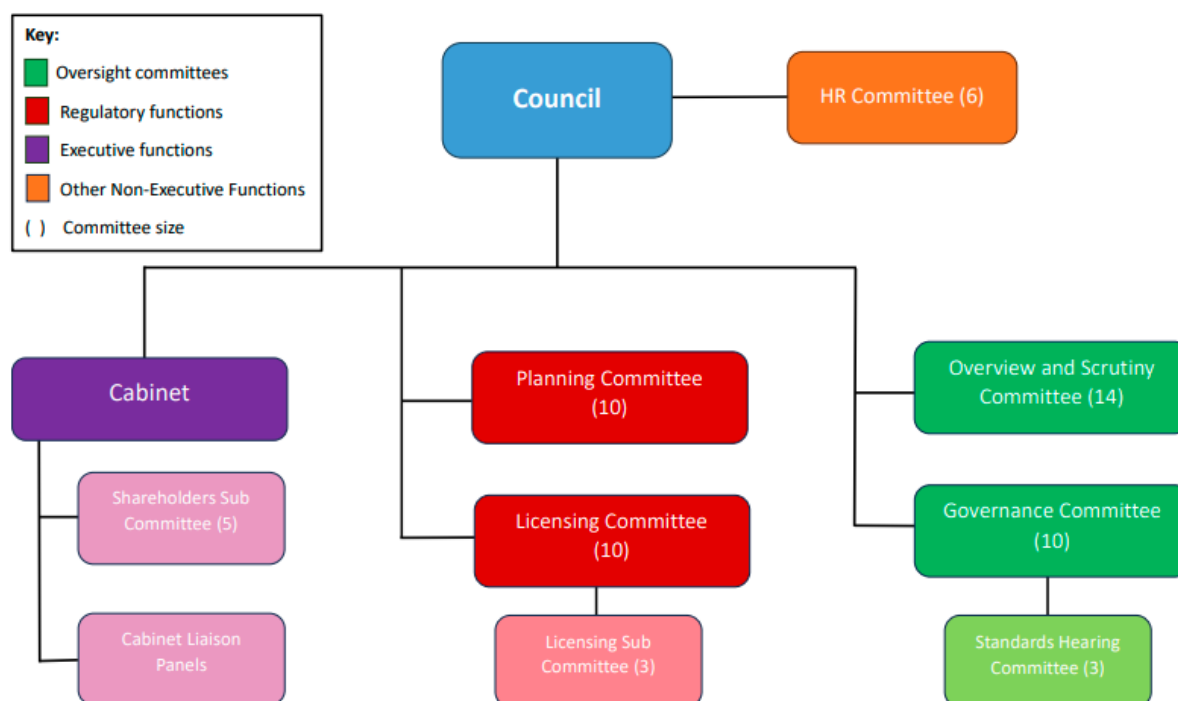 Key:
Oversight committees
Regulatory functions
Executive functions
Other Non-Executive Functions
( ) Committee size
Council
HR Committee (6)
Cabinet
Shareholders Sub
Committee (5)
Cabinet Liaison
Panels
Planning Committee
(10)
Licensing Committee
(10)
Licensing Sub
Committee (3)
Overview and Scrutiny
Committee (14)
Governance Committee
(10)
Standards Hearing
Committee (3)